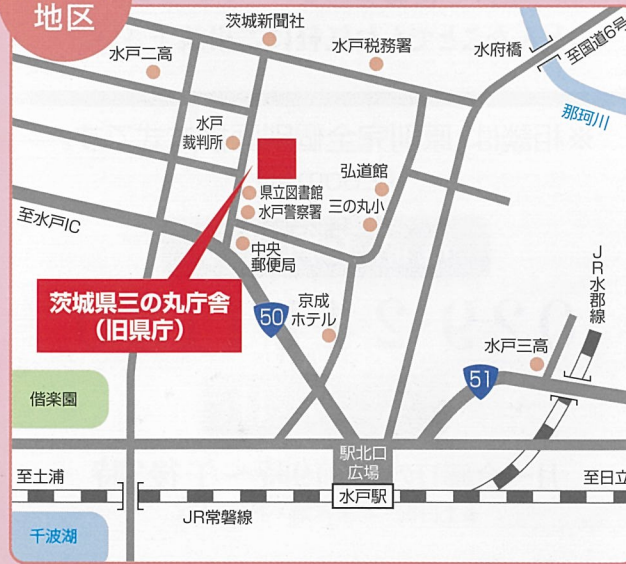 地区
茨城新聞社
水戸二高
水戸税務署
水府橋
至国道6号
那珂川
水戸
裁判所
弘道館
県立図書館
水戸警察署
三の丸小
至水戸IC
中央
郵便局
茨城県三の丸庁舎
(旧県庁)
50
京成
ホテル
JR水郡線
水戸三高
51
偕楽園
駅北口
広場
至土浦
水戸駅
至日立
JR常磐線
千波湖